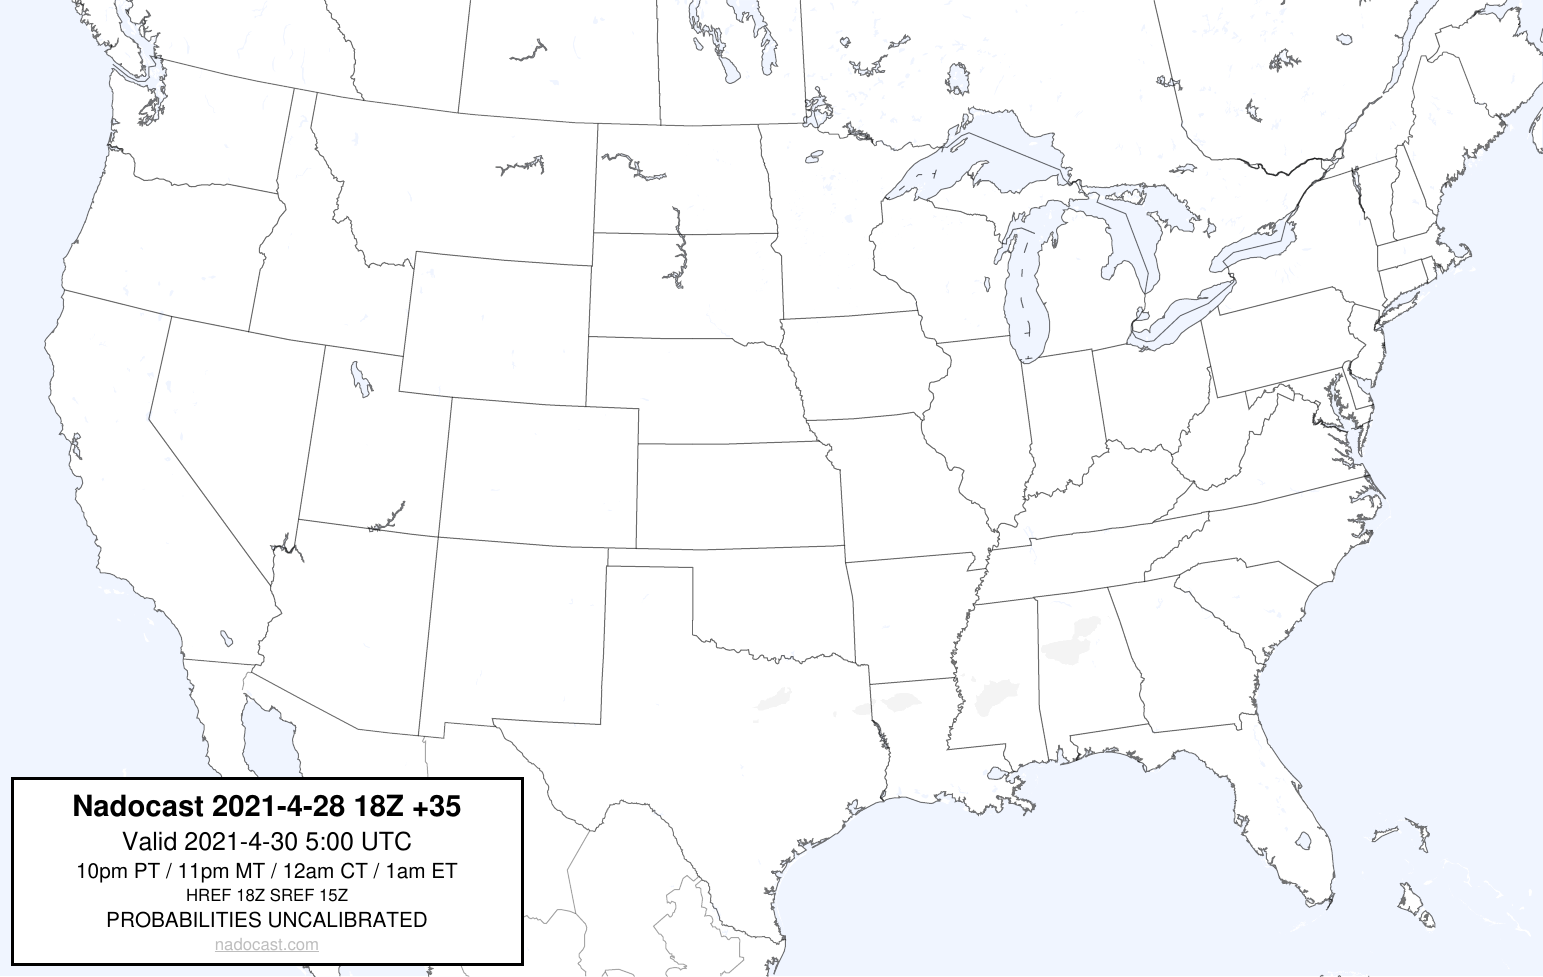 Nadocast 2021-4-28 18Z +35
Valid 2021-4-30 5:00 UTC
10pm PT / 11pm MT / 12am CT / 1am ET
HREF 18Z SREF 15Z
PROBABILITIES UNCALIBRATED
nadocast.com